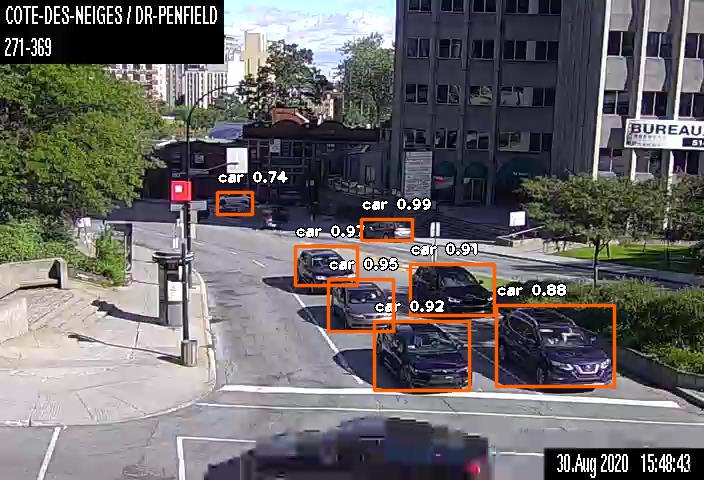 COTE-DES-NEIGES / DR-PENFIELD
271-369
BUREAU
514
car 0.74
car 0.99
car 0.97
car 0.95
car 0.91
car 0.92
car 0.88
30.Aug 2020 15:48:43